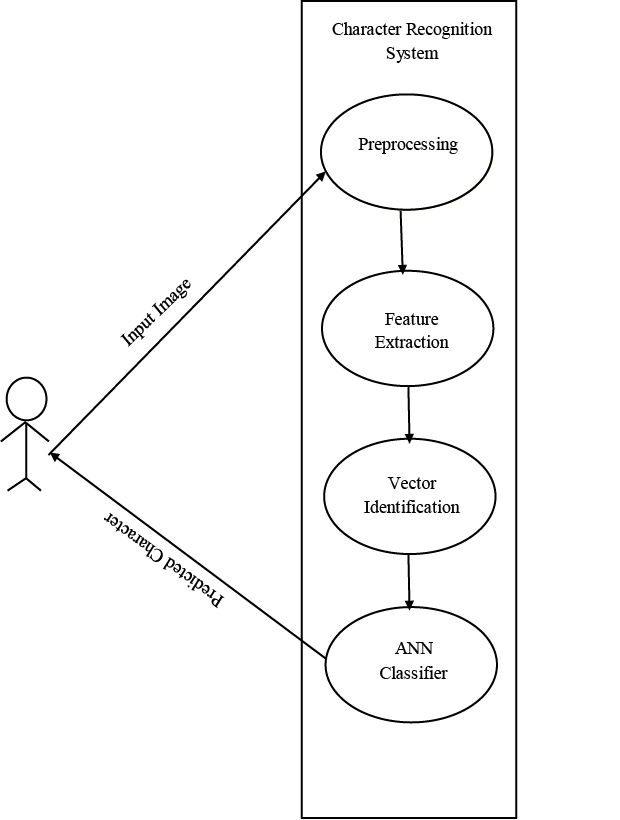 Character Recognition
System
Preprocessing
Input Image
Feature
Extraction
Vector
Identification
Predicted Character
ANN
Classifier